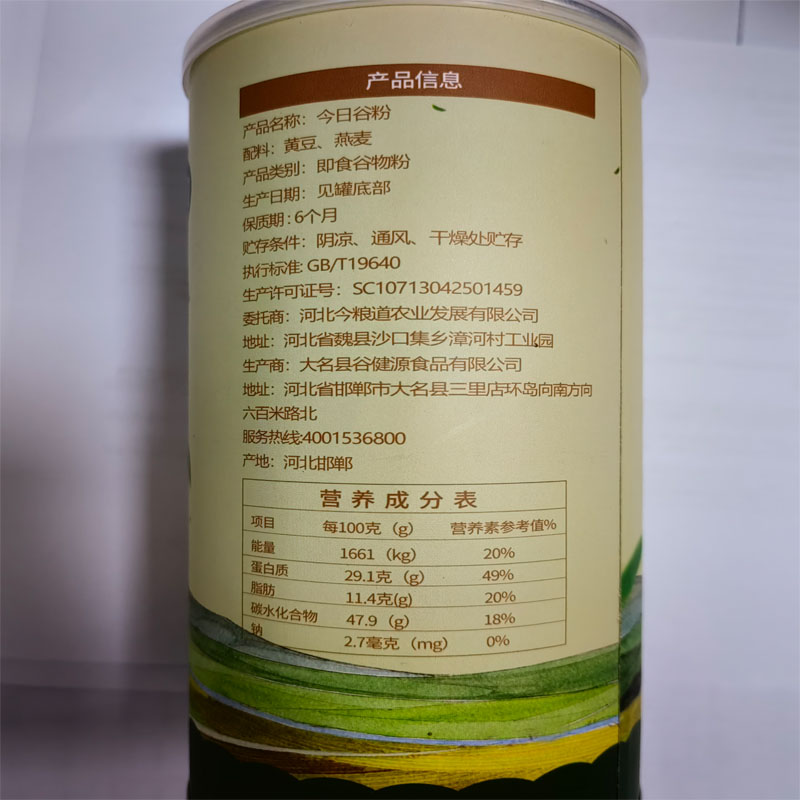 产品信息
产品名称：今日谷粉
配料：黄豆、燕麦
产品类别：即食谷物粉
生产日期：见罐底部
保质期：6个月
贮存条件：阴凉、通风、干燥处贮存
执行标准：GB/T19640
生产许可证号：SC10713042501459
委托商：河北今粮道农业发展有限公司
地址：河北省魏县沙口集乡漳河村工业园
生产商：大名县谷健源食品有限公司
地址：河北省邯郸市大名县三里店环岛向南方向
六百米路北
服务热线:4001536800
产地：河北邯郸
营养成分表
项目 每100克（g） 营养素参考值%
能量 1661（kg） 20%
蛋白质 29.1克（g） 49%
脂肪 11.4克(g) 20%
碳水化合物 47.9（g） 18%
钠 2.7毫克（mg） 0%